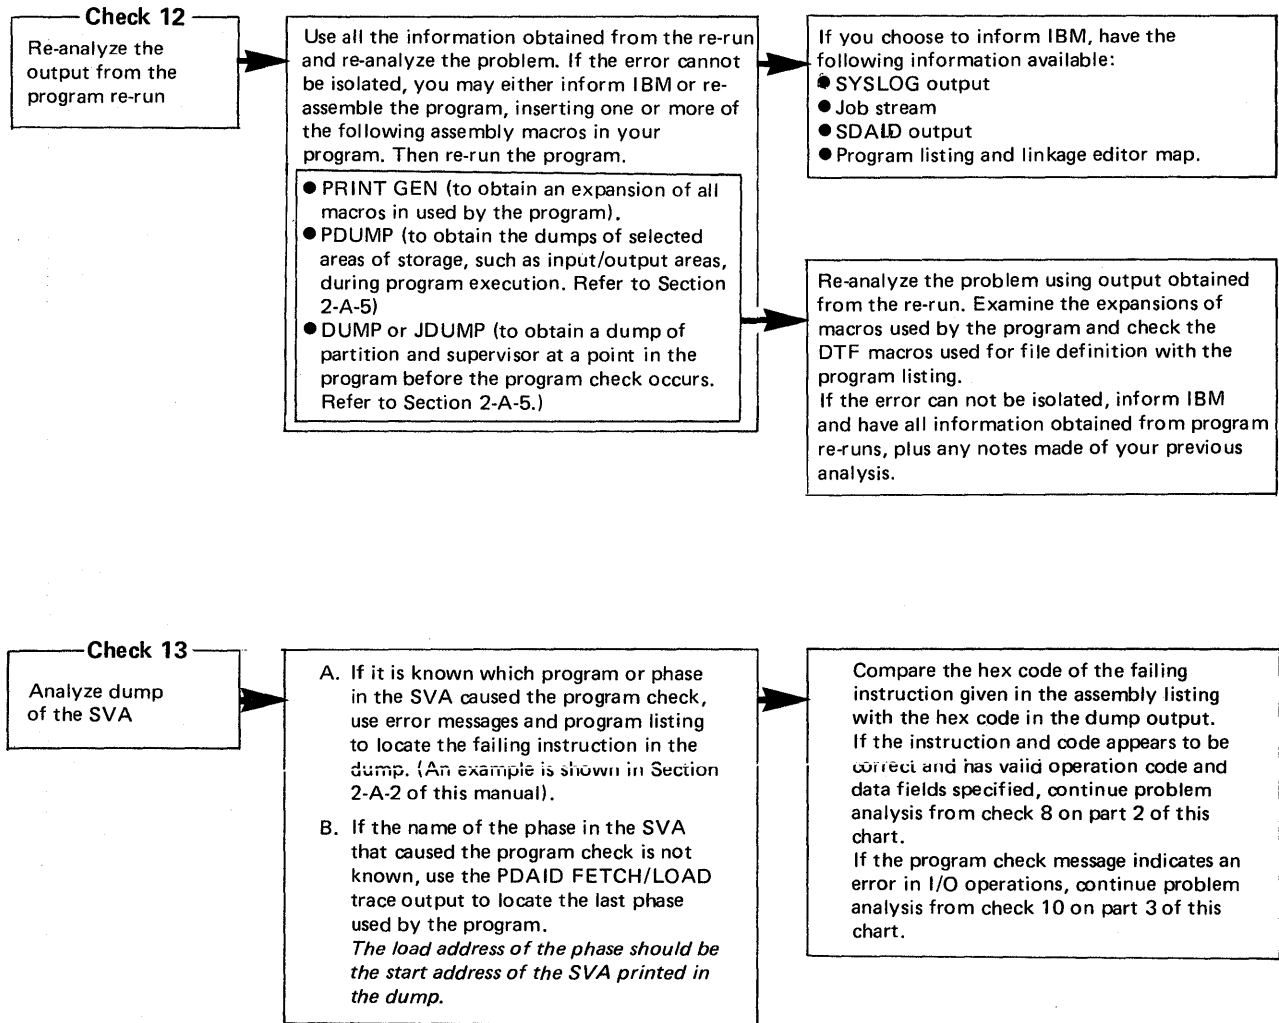 Check 12
Re-analyze the
output from the
program re-run
Use all the information obtained from the re-run
and re-analyze the problem. If the error cannot
be isolated, you may either inform IBM or re-
assemble the program, inserting one or more of
the following assembly macros in your
program. Then re-run the program.
● PRINT GEN (to obtain an expansion of all
macros in used by the program).
● PDUMP (to obtain the dumps of selected
areas of storage, such as input/output areas,
during program execution. Refer to Section
2-A-5)
● DUMP or JDUMP (to obtain a dump of
partition and supervisor at a point in the
program before the program check occurs.
Refer to Section 2-A-5.)
If you choose to inform IBM, have the
following information available:
● SYSLOG output
● Job stream
● SDAID output
● Program listing and linkage editor map.
Re-analyze the problem using output obtained
from the re-run. Examine the expansions of
macros used by the program and check the
DTF macros used for file definition with the
program listing.
If the error can not be isolated, inform IBM
and have all information obtained from program
re-runs, plus any notes made of your previous
analysis.
Check 13
Analyze dump
of the SVA
A. If it is known which program or phase
in the SVA caused the program check,
use error messages and program listing
to locate the failing instruction in the
dump. (An example is shown in Section
2-A-2 of this manual).
B. If the name of the phase in the SVA
that caused the program check is not
known, use the PDAID FETCH/LOAD
trace output to locate the last phase
used by the program.
The load address of the phase should be
the start address of the SVA printed in
the dump.
Compare the hex code of the failing
instruction given in the assembly listing
with the hex code in the dump output.
If the instruction and code appears to be
correct and has valid operation code and
data fields specified, continue problem
analysis from check 8 on part 2 of this
chart.
If the program check message indicates an
error in I/O operations, continue problem
analysis from check 10 on part 3 of this
chart.